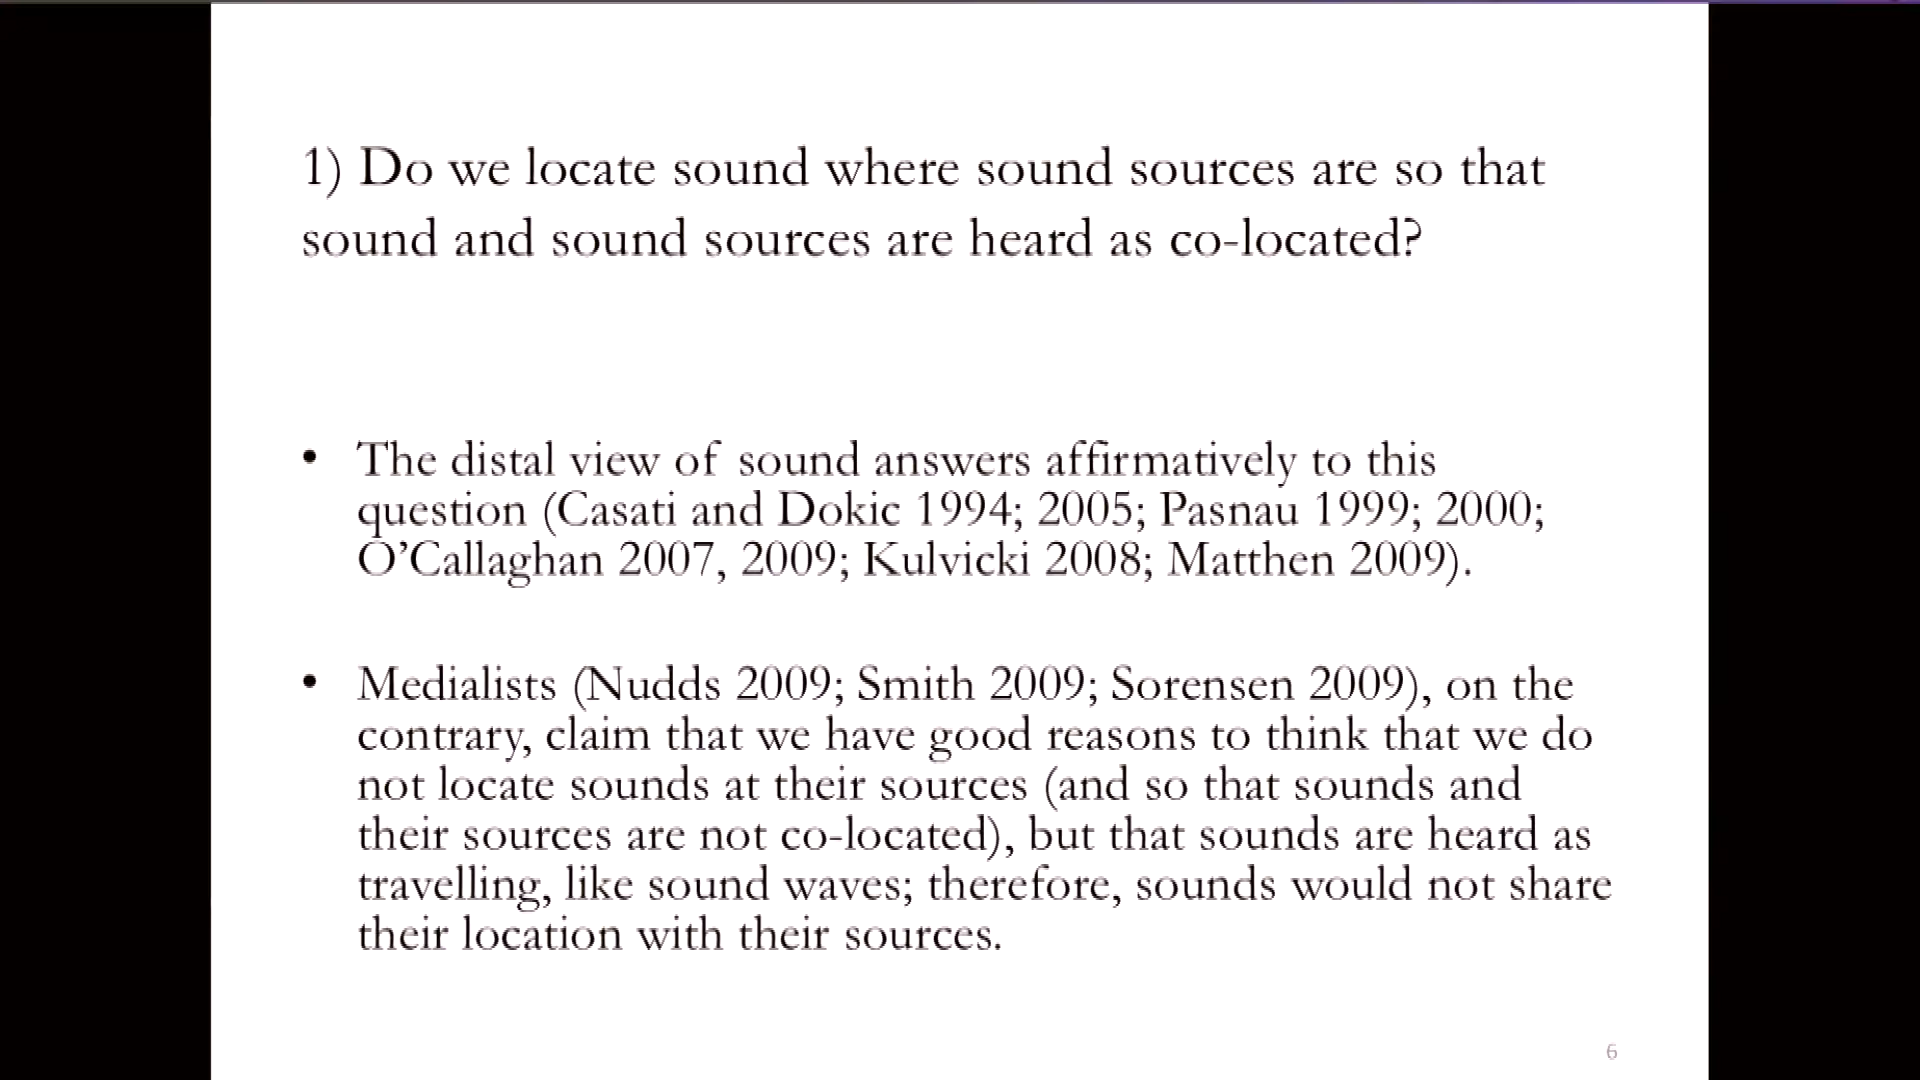 1) Do we locate sound where sound sources are so that
sound and sound sources are heard as co-located?
• The distal view of sound answers affirmatively to this
question (Casati and Dokic 1994; 2005; Pasnau 1999; 2000;
O’Callaghan 2007, 2009; Kulvicki 2008; Matthen 2009).
• Medialists (Nudds 2009; Smith 2009; Sorensen 2009), on the
contrary, claim that we have good reasons to think that we do
not locate sounds at their sources (and so that sounds and
their sources are not co-located), but that sounds are heard as
travelling, like sound waves; therefore, sounds would not share
their location with their sources.
6